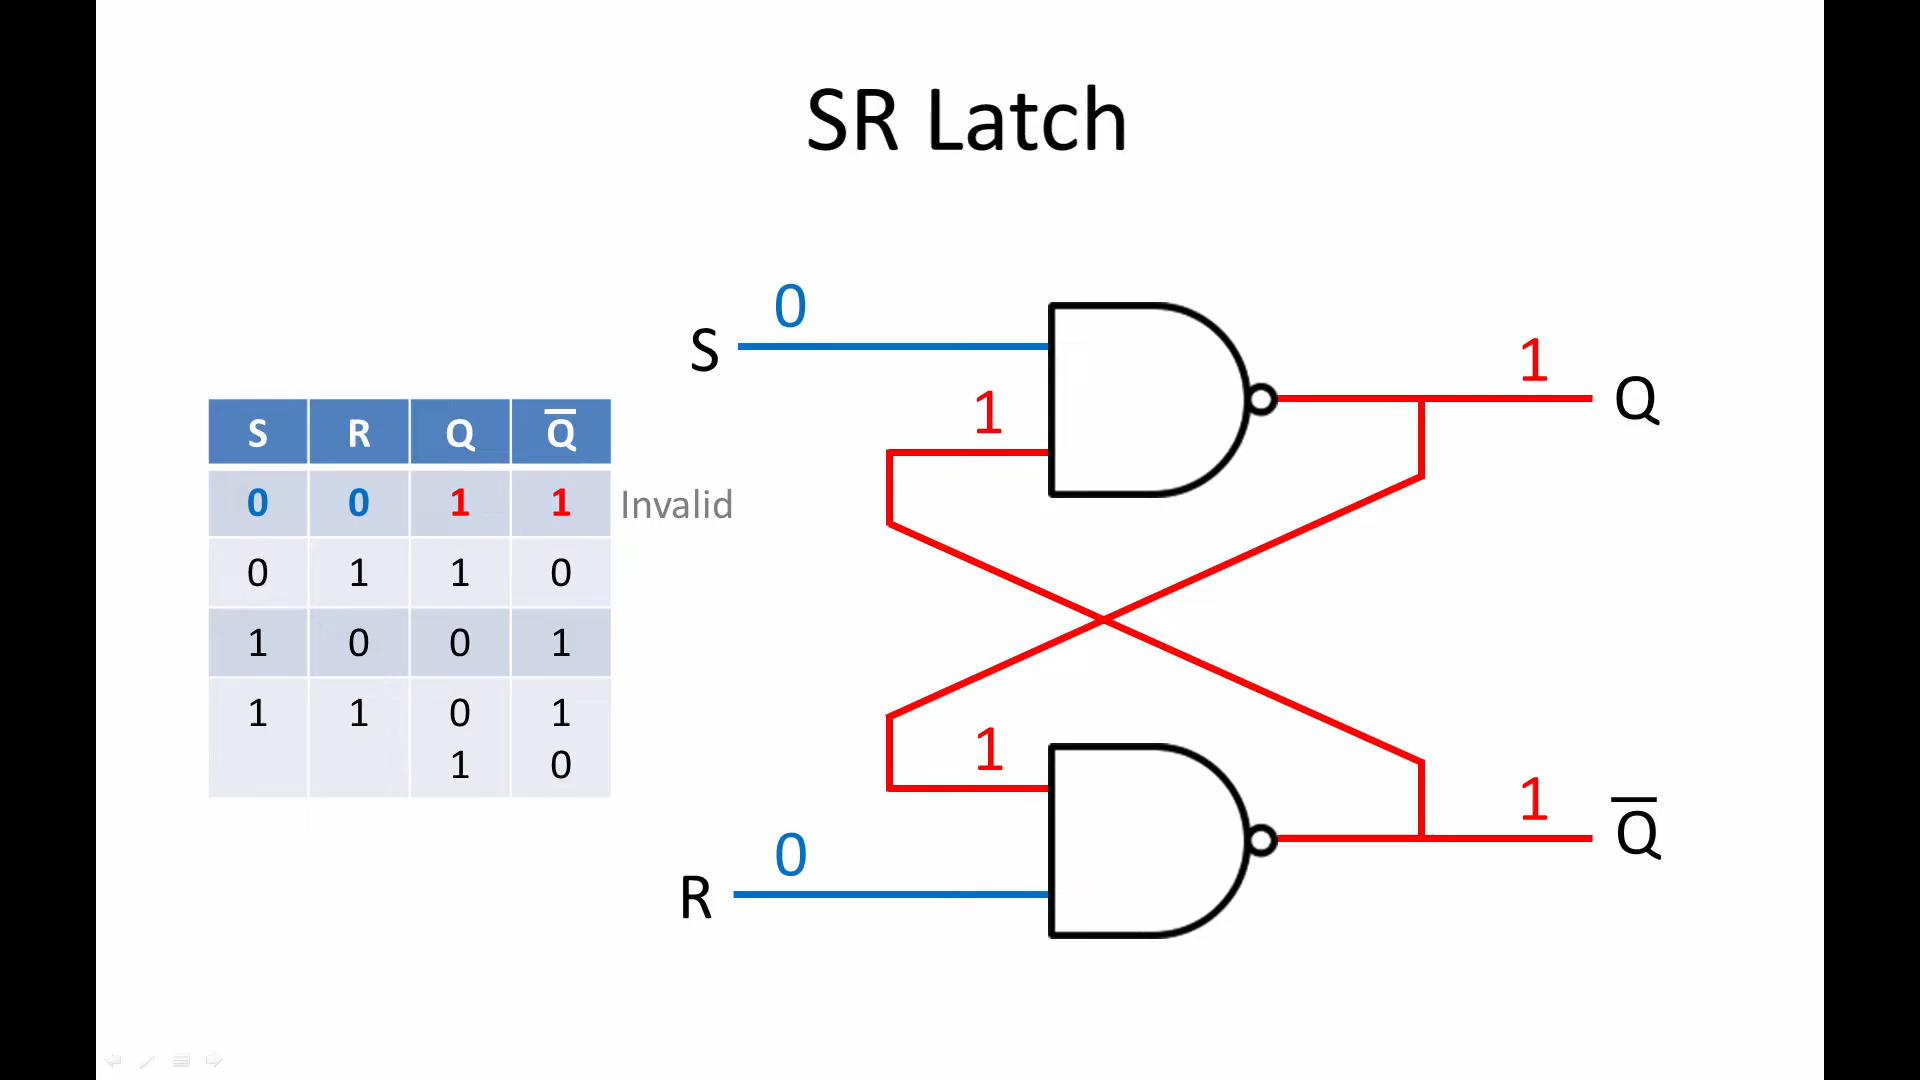 SR Latch
0
S
1
1
Q
S R Q Q̅
0 0 1 1 Invalid
0 1 1 0
1 0 0 1
1 1 0 1
1 0
1
1
Q̅
0
R